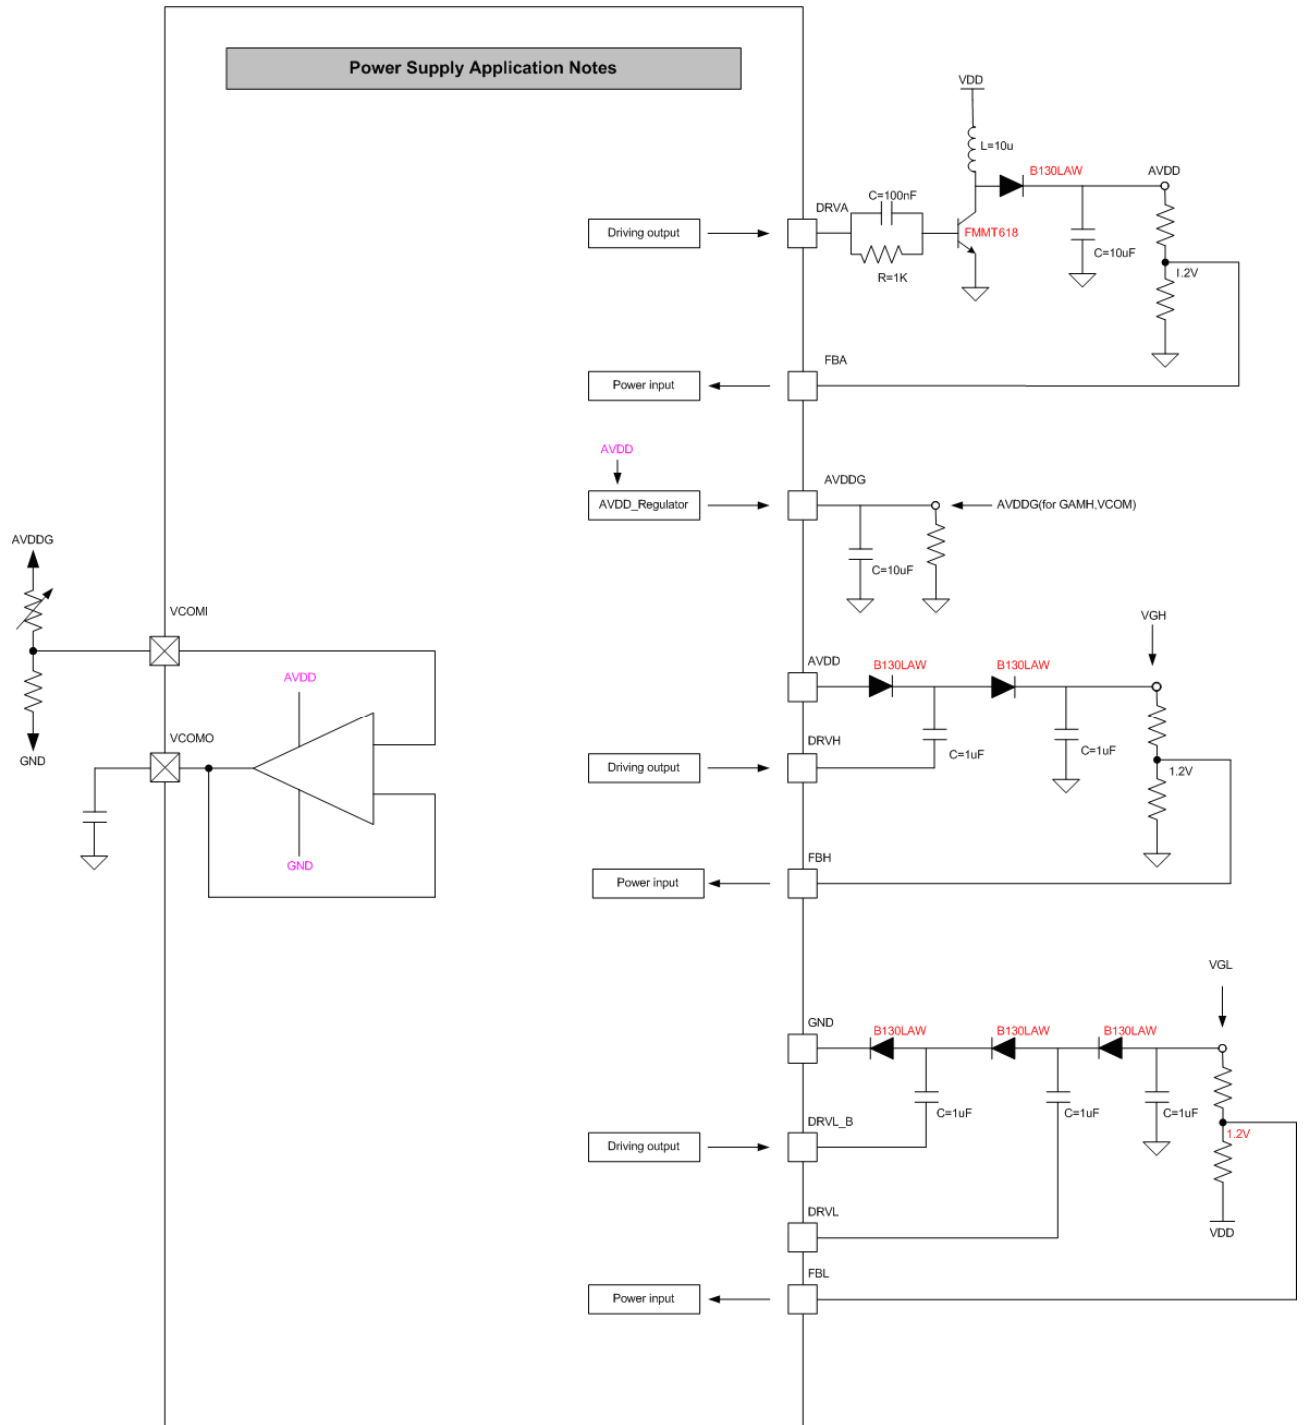 Power Supply Application Notes
VDD
L=10u
B130LAW
AVDD
C=100nF
DRVA
Driving output
FMMT618
C=10uF
1.2V
R=1K
FBA
Power input
AVDD
AVDDG
AVDD_Regulator
AVDDG(for GAMH,VCOM)
C=10uF
AVDDG
VCOMI
VGH
AVDD
B130LAW
B130LAW
AVDD
VCOMO
DRVH
C=1uF
C=1uF
GND
Driving output
1.2V
GND
FBH
Power input
VGL
GND
B130LAW
B130LAW
B130LAW
C=1uF
C=1uF
C=1uF
DRVL_B
1.2V
Driving output
DRVL
VDD
FBL
Power input